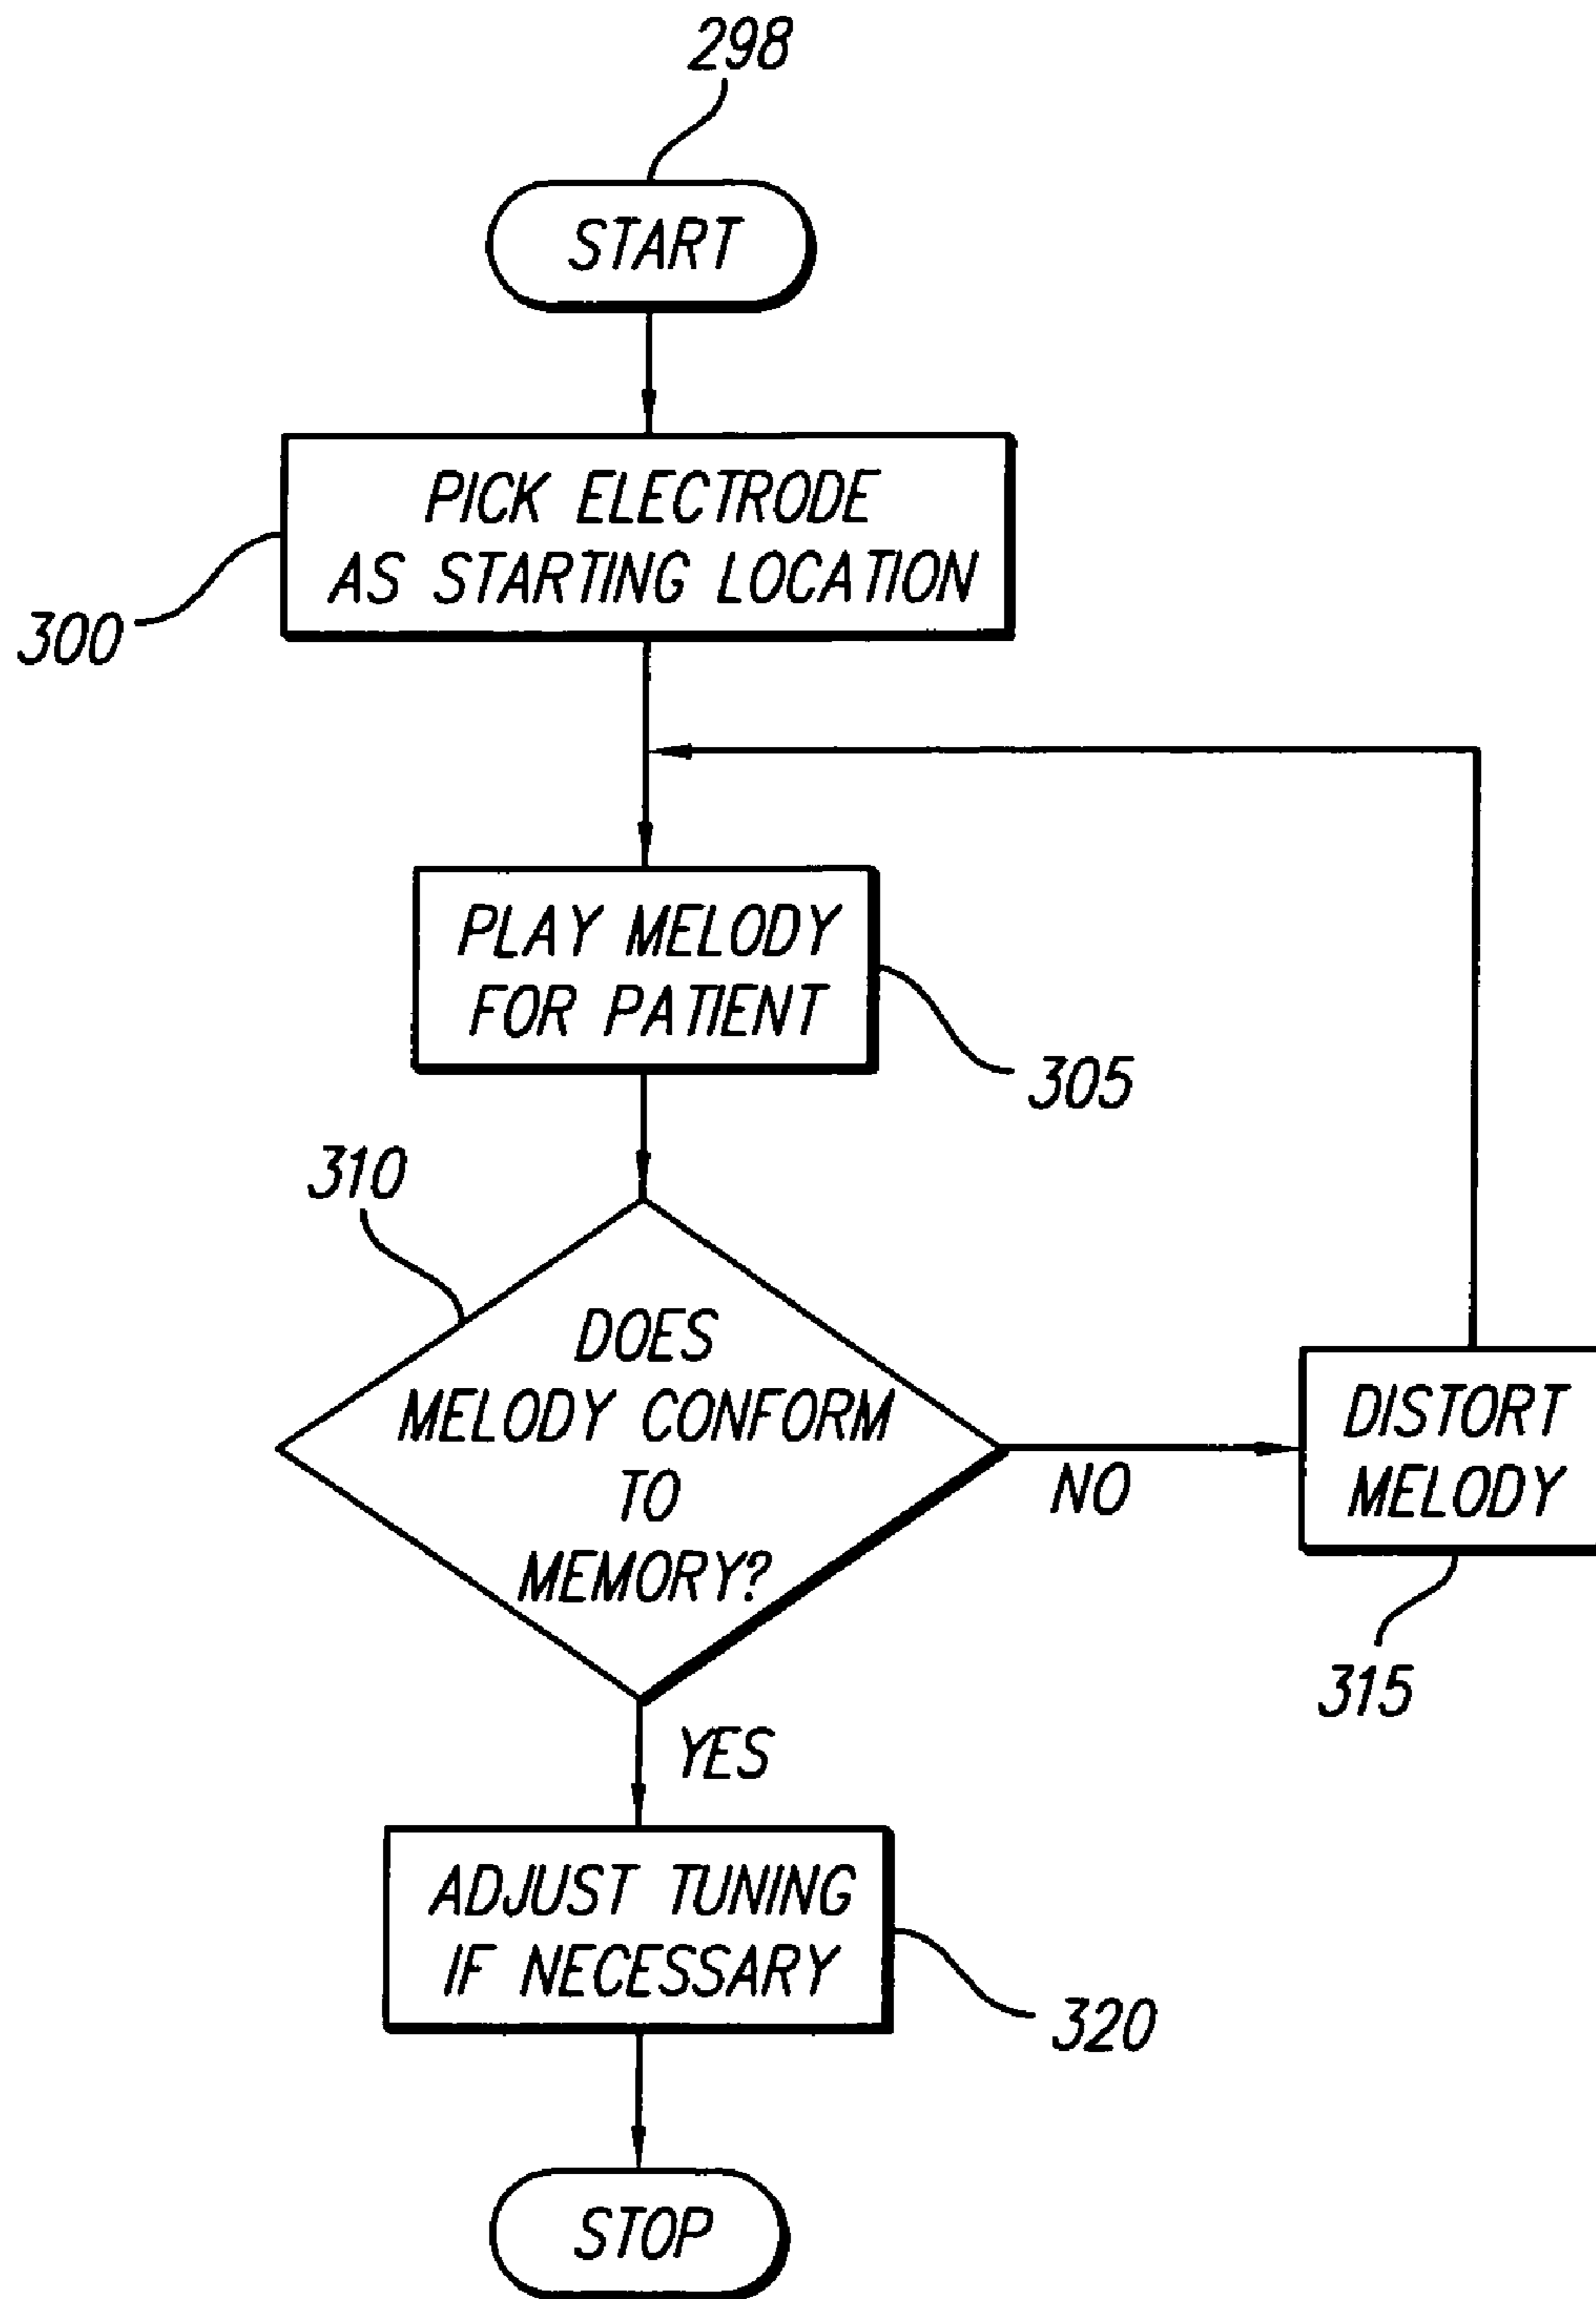 298
START
PICK ELECTRODE
AS STARTING LOCATION
300
PLAY MELODY
FOR PATIENT
305
310
DOES
MELODY CONFORM
TO
MEMORY?
NO
DISTORT
MELODY
315
YES
ADJUST TUNING
IF NECESSARY
320
STOP